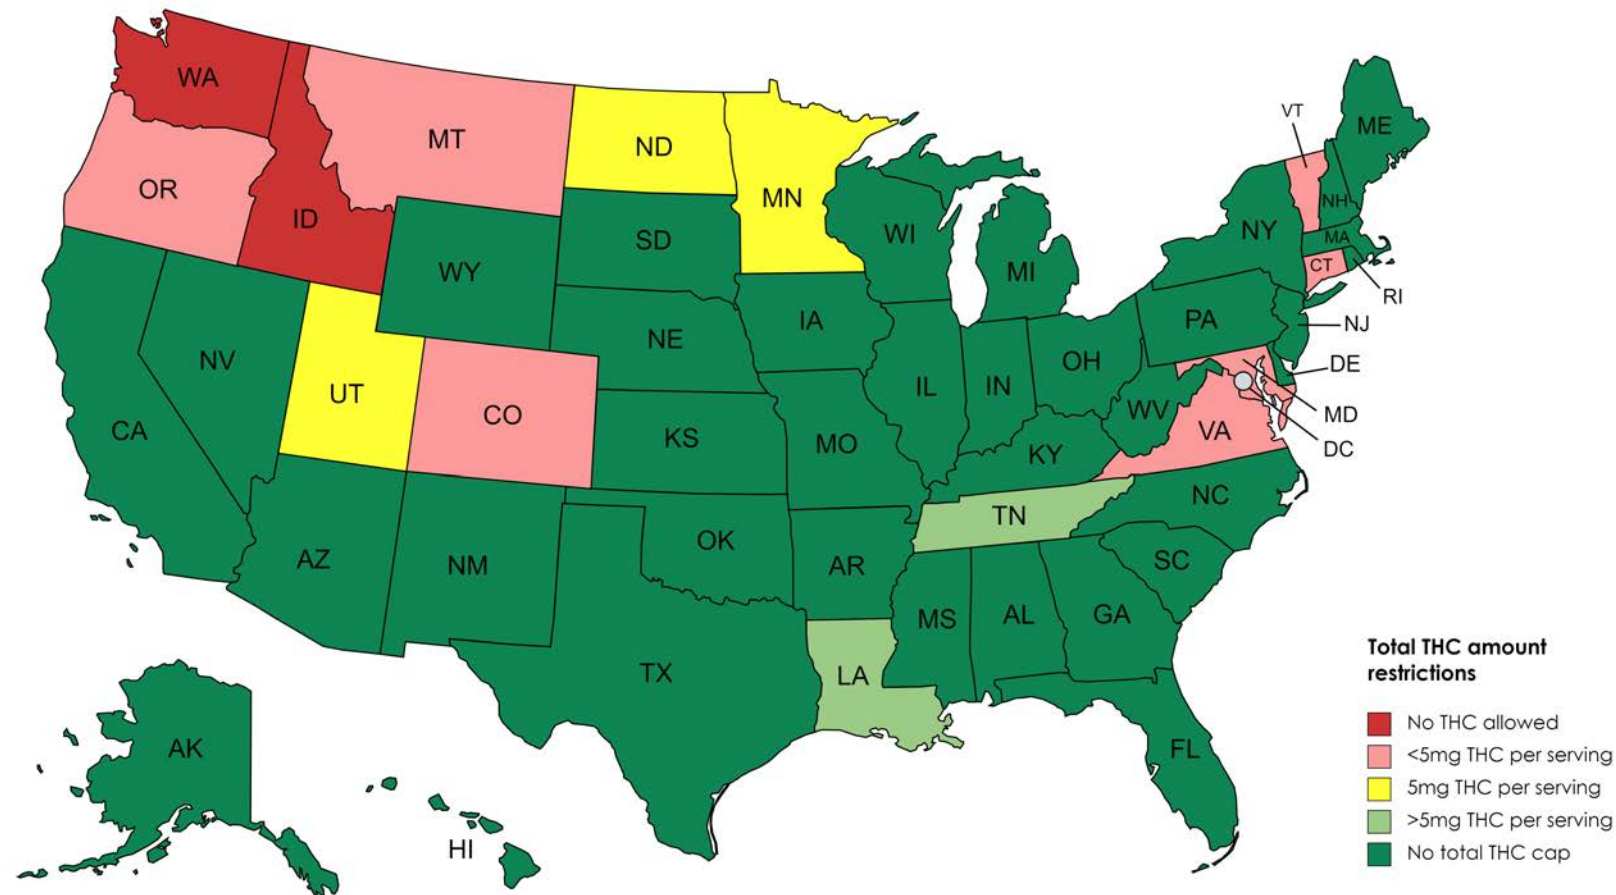 WA
MT
ND
MN
OR
ID
SD
WY
WI
MI
VT
ME
NH
NY
MA
CT
RI
IA
NE
PA
NJ
NV
UT
CO
IL
IN
OH
DE
CA
KS
MO
WV
VA
MD
KY
DC
NC
TN
AZ
NM
OK
AR
SC
MS
AL
GA
TX
LA
FL
AK
HI
Total THC amount
restrictions
No THC allowed
<5mg THC per serving
5mg THC per serving
>5mg THC per serving
No total THC cap